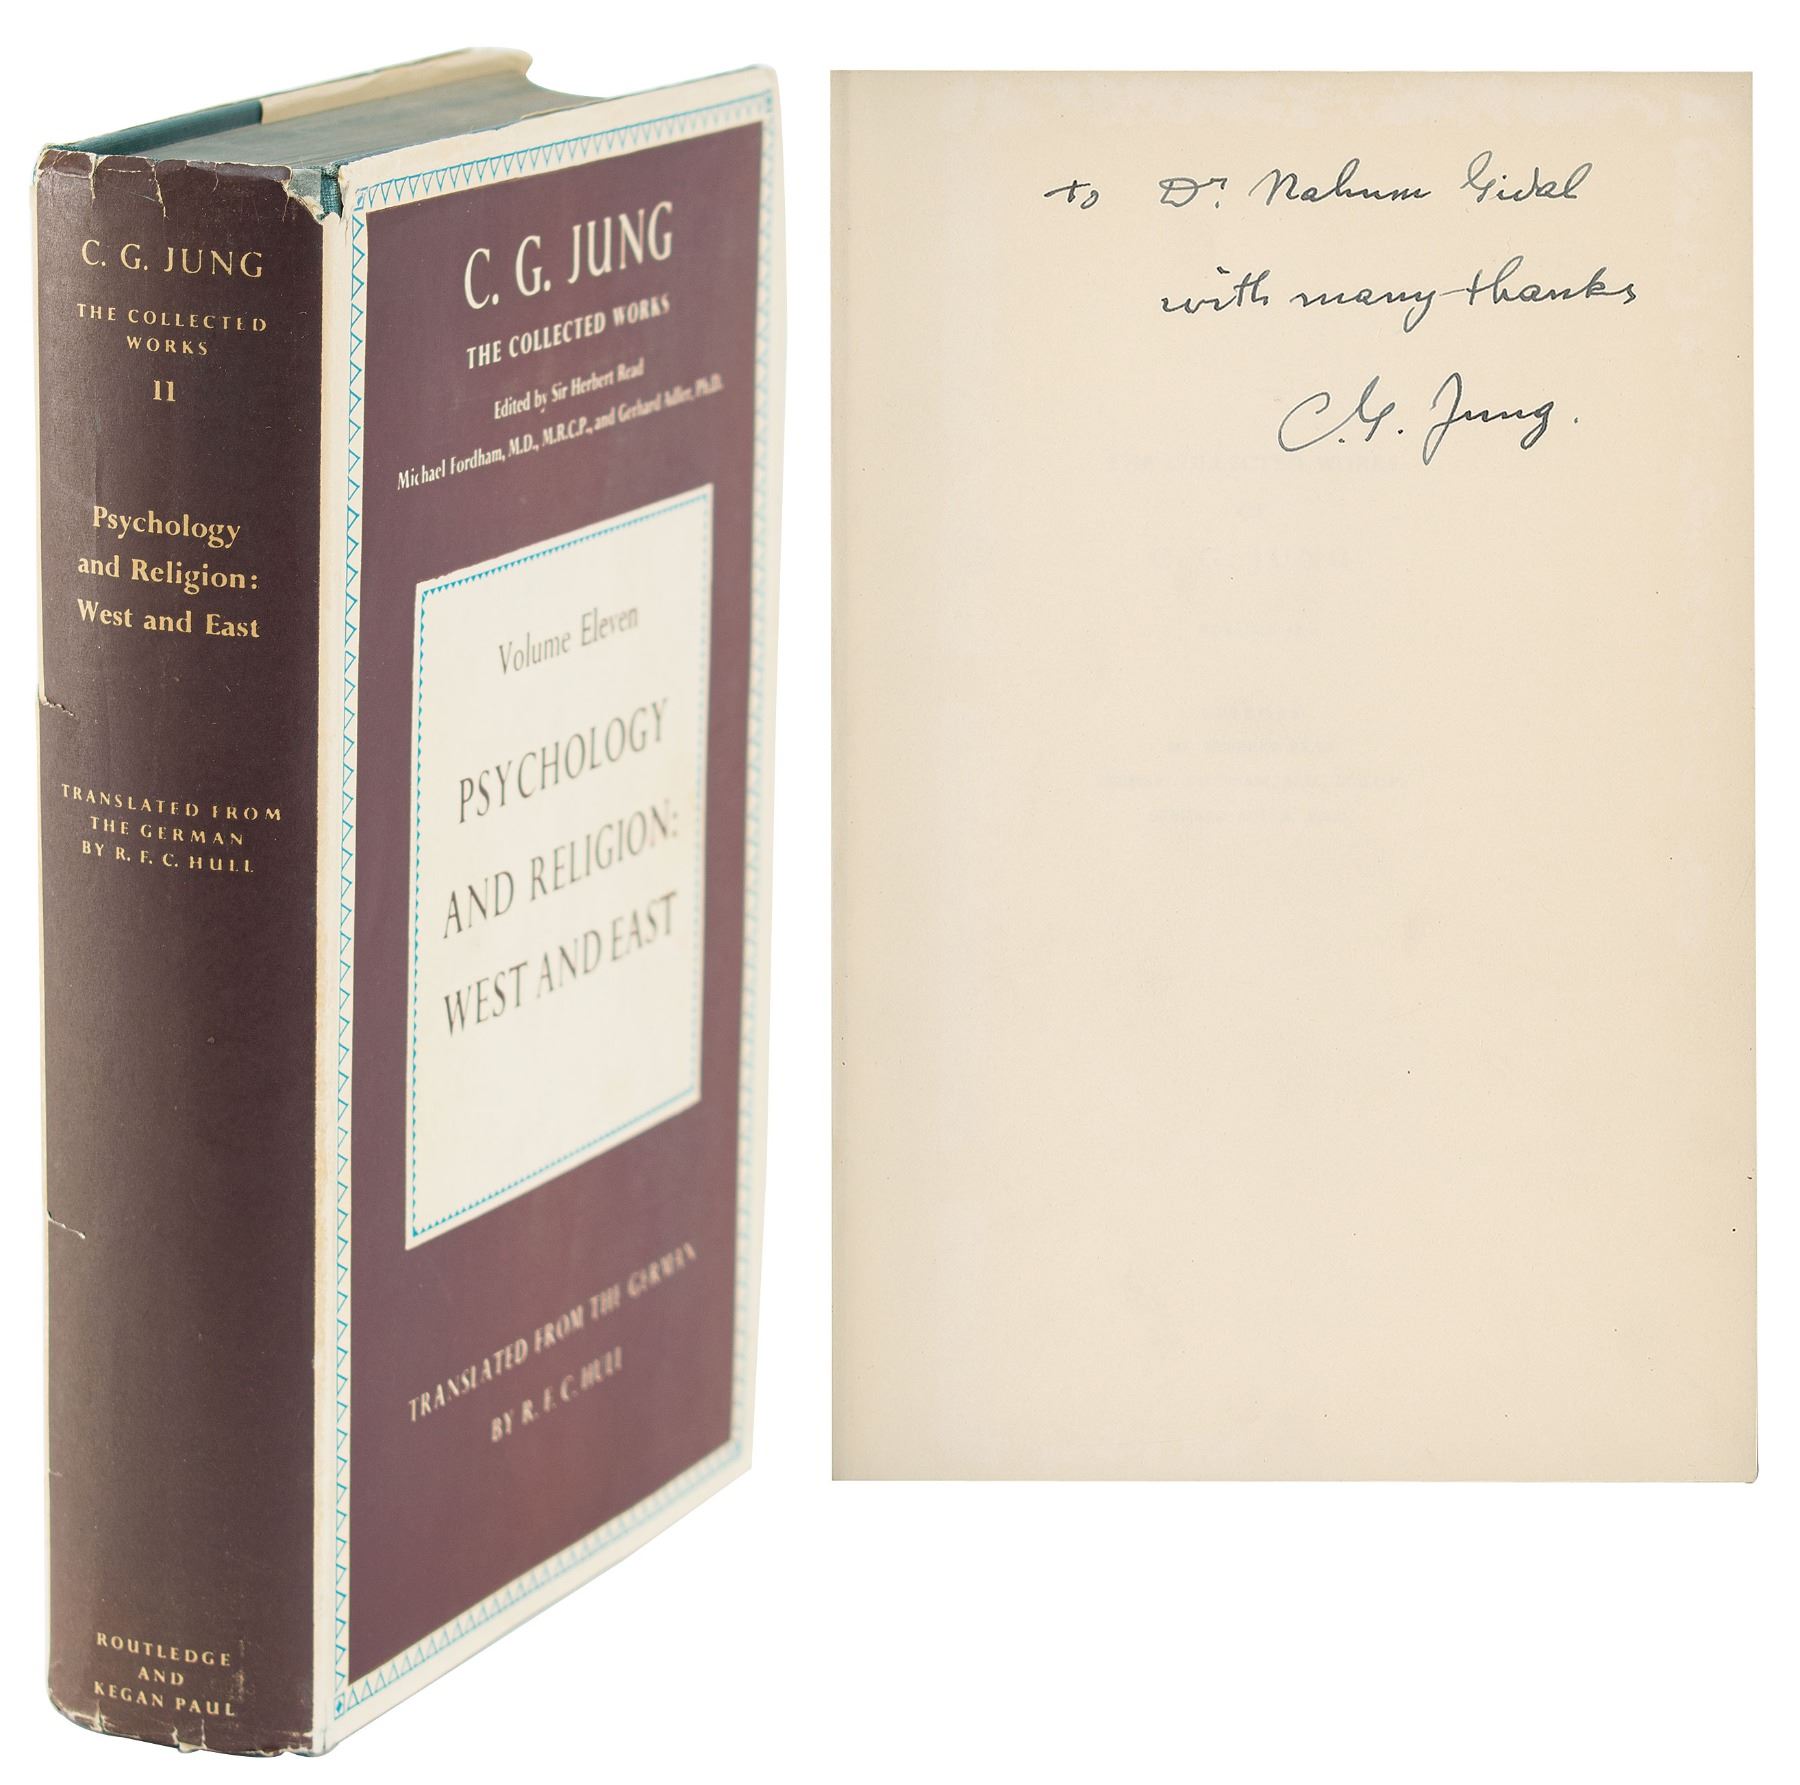 C. G. JUNG
THE COLLECTED
WORKS
11
Psychology
and Religion:
West and East
TRANSLATED FROM
THE GERMAN
BY R. F. C. HULL
ROUTLEDGE
AND
KEGAN PAUL
C. G. JUNG
THE COLLECTED WORKS
Edited by Sir Herbert Read
Michael Fordham, M.D., M.R.C.P., and Gerhard Adler, Ph.D.
Volume Eleven
PSYCHOLOGY
AND RELIGION:
WEST AND EAST
TRANSLATED FROM THE GERMAN
BY R. F. C. HULL
to Dr. Nahum Gidal
with many thanks
C. G. Jung.